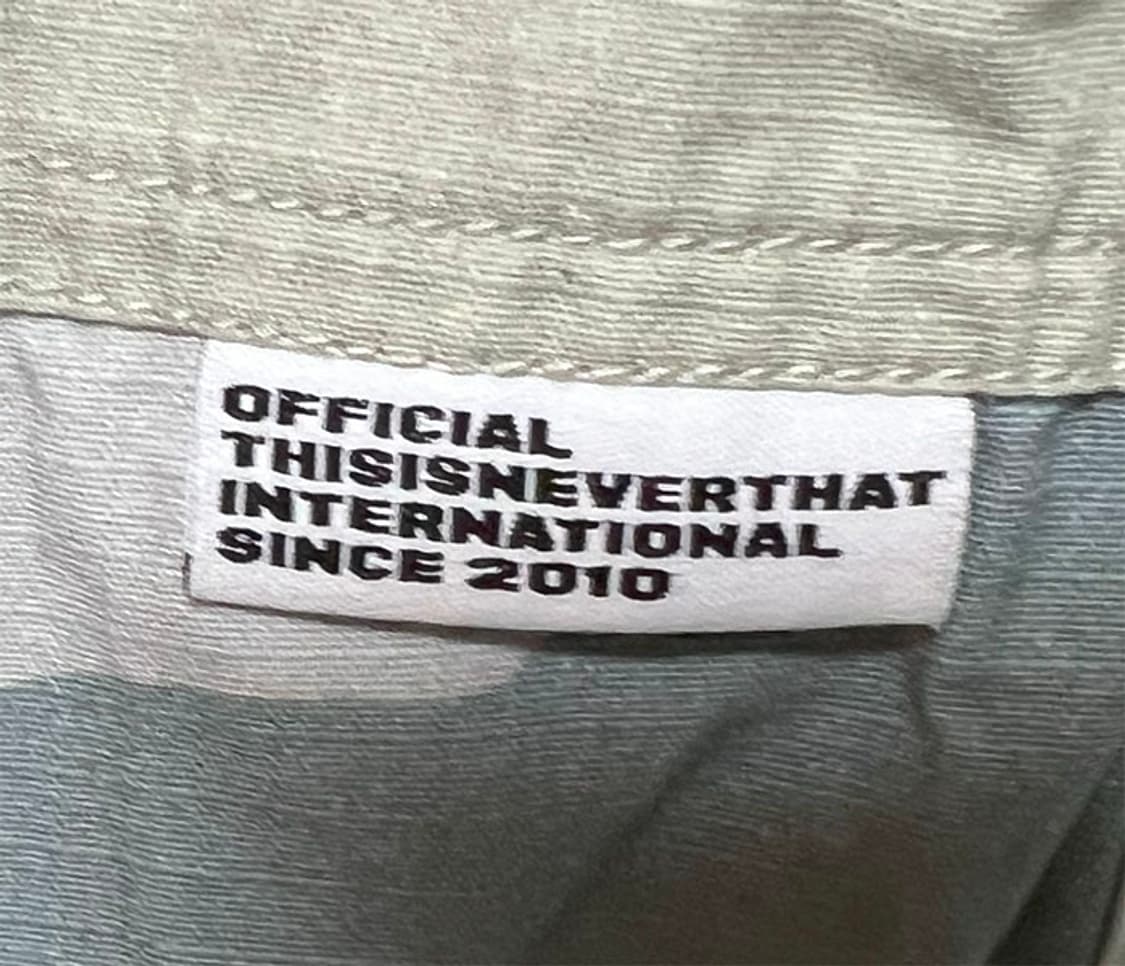 OFFICIAL
THISISNEVERTHAT
INTERNATIONAL
SINCE 2010